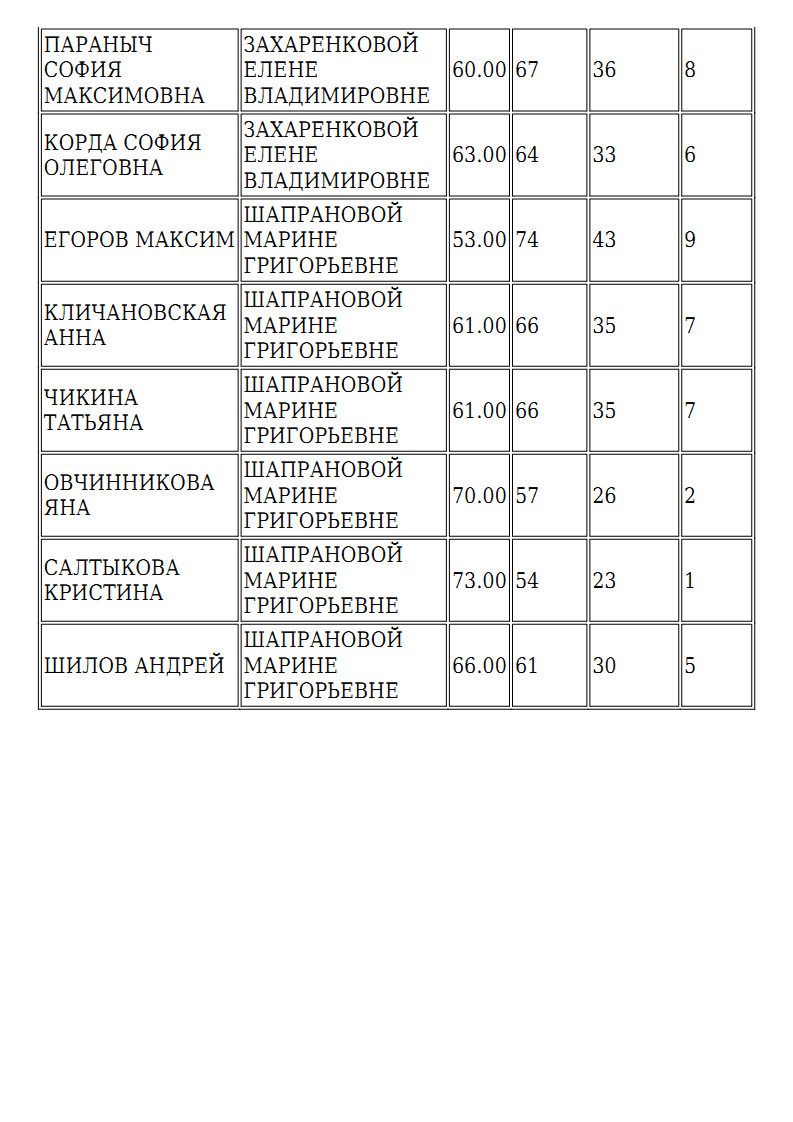 ПАРАНЫЧ
СОФИЯ
МАКСИМОВНА
ЗАХАРЕНКОВОЙ
ЕЛЕНЕ
ВЛАДИМИРОВНЕ
60.00 67 36 8
КОРДА СОФИЯ
ОЛЕГОВНА
ЗАХАРЕНКОВОЙ
ЕЛЕНЕ
ВЛАДИМИРОВНЕ
63.00 64 33 6
ЕГОРОВ МАКСИМ
ШАПРАНОВОЙ
МАРИНЕ
ГРИГОРЬЕВНЕ
53.00 74 43 9
КЛИЧАНОВСКАЯ
АННА
ШАПРАНОВОЙ
МАРИНЕ
ГРИГОРЬЕВНЕ
61.00 66 35 7
ЧИКИНА
ТАТЬЯНА
ШАПРАНОВОЙ
МАРИНЕ
ГРИГОРЬЕВНЕ
61.00 66 35 7
ОВЧИННИКОВА
ЯНА
ШАПРАНОВОЙ
МАРИНЕ
ГРИГОРЬЕВНЕ
70.00 57 26 2
САЛТЫКОВА
КРИСТИНА
ШАПРАНОВОЙ
МАРИНЕ
ГРИГОРЬЕВНЕ
73.00 54 23 1
ШИЛОВ АНДРЕЙ
ШАПРАНОВОЙ
МАРИНЕ
ГРИГОРЬЕВНЕ
66.00 61 30 5